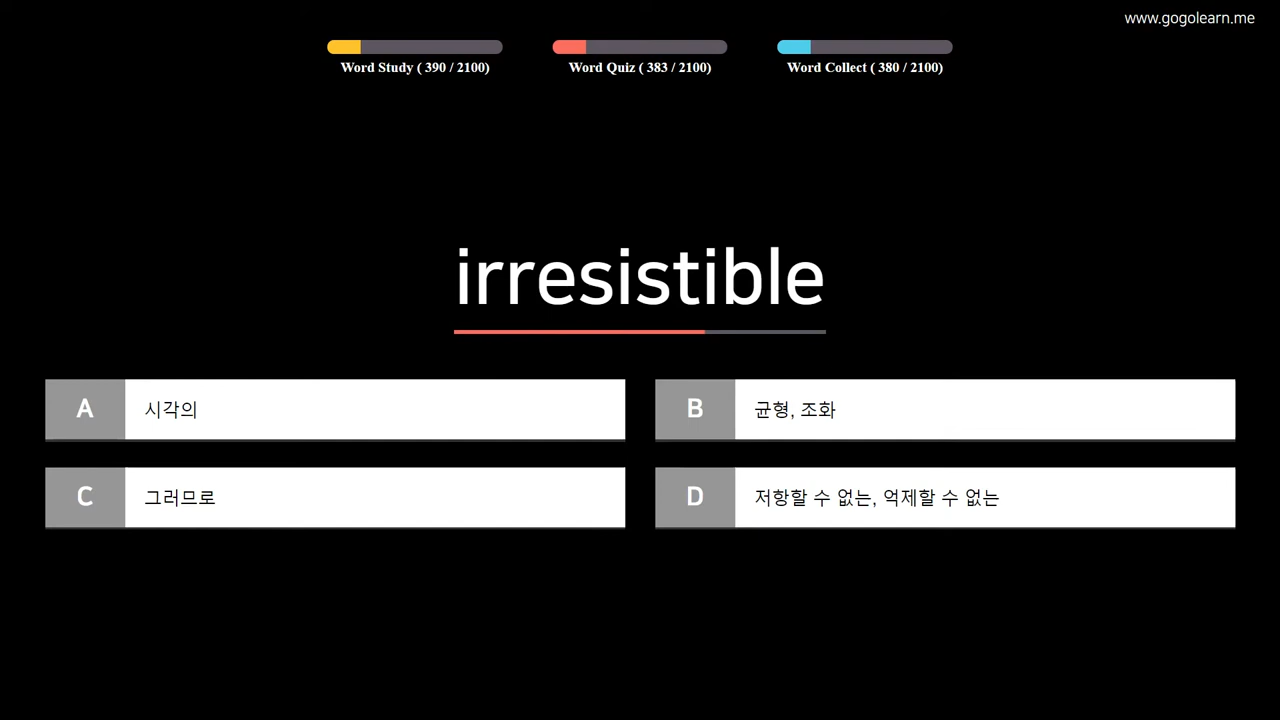 www.gogolearn.me
Word Study ( 390 / 2100)
Word Quiz ( 383 / 2100)
Word Collect ( 380 / 2100)
irresistible
A 시각의
B 균형, 조화
C 그러므로
D 저항할 수 없는, 억제할 수 없는